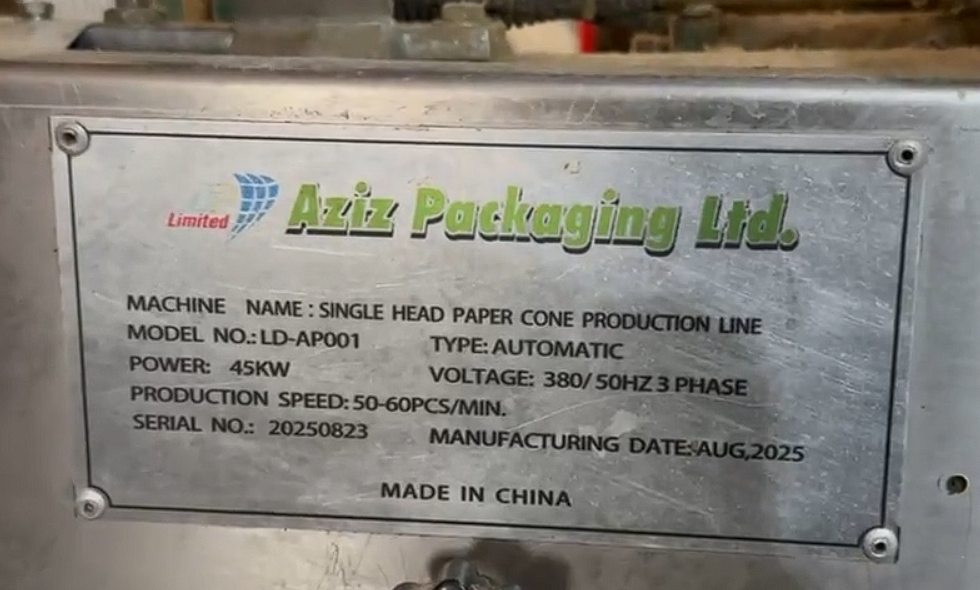 Limited Aziz Packaging Ltd.
MACHINE NAME : SINGLE HEAD PAPER CONE PRODUCTION LINE
MODEL NO.: LD-AP001 TYPE: AUTOMATIC
POWER: 45KW VOLTAGE: 380/ 50HZ 3 PHASE
PRODUCTION SPEED: 50-60PCS/MIN.
SERIAL NO.: 20250823 MANUFACTURING DATE:AUG,2025
MADE IN CHINA